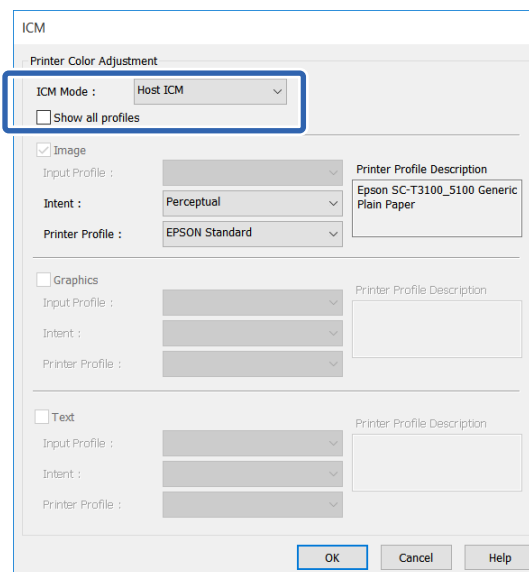 ICM
Printer Color Adjustment
ICM Mode : Host ICM
Show all profiles
Image
Input Profile :
Printer Profile Description
Intent : Perceptual
Epson SC-T3100_5100 Generic
Plain Paper
Printer Profile : EPSON Standard
Graphics
Input Profile :
Printer Profile Description
Intent :
Printer Profile :
Text
Input Profile :
Printer Profile Description
Intent :
Printer Profile :
OK Cancel Help